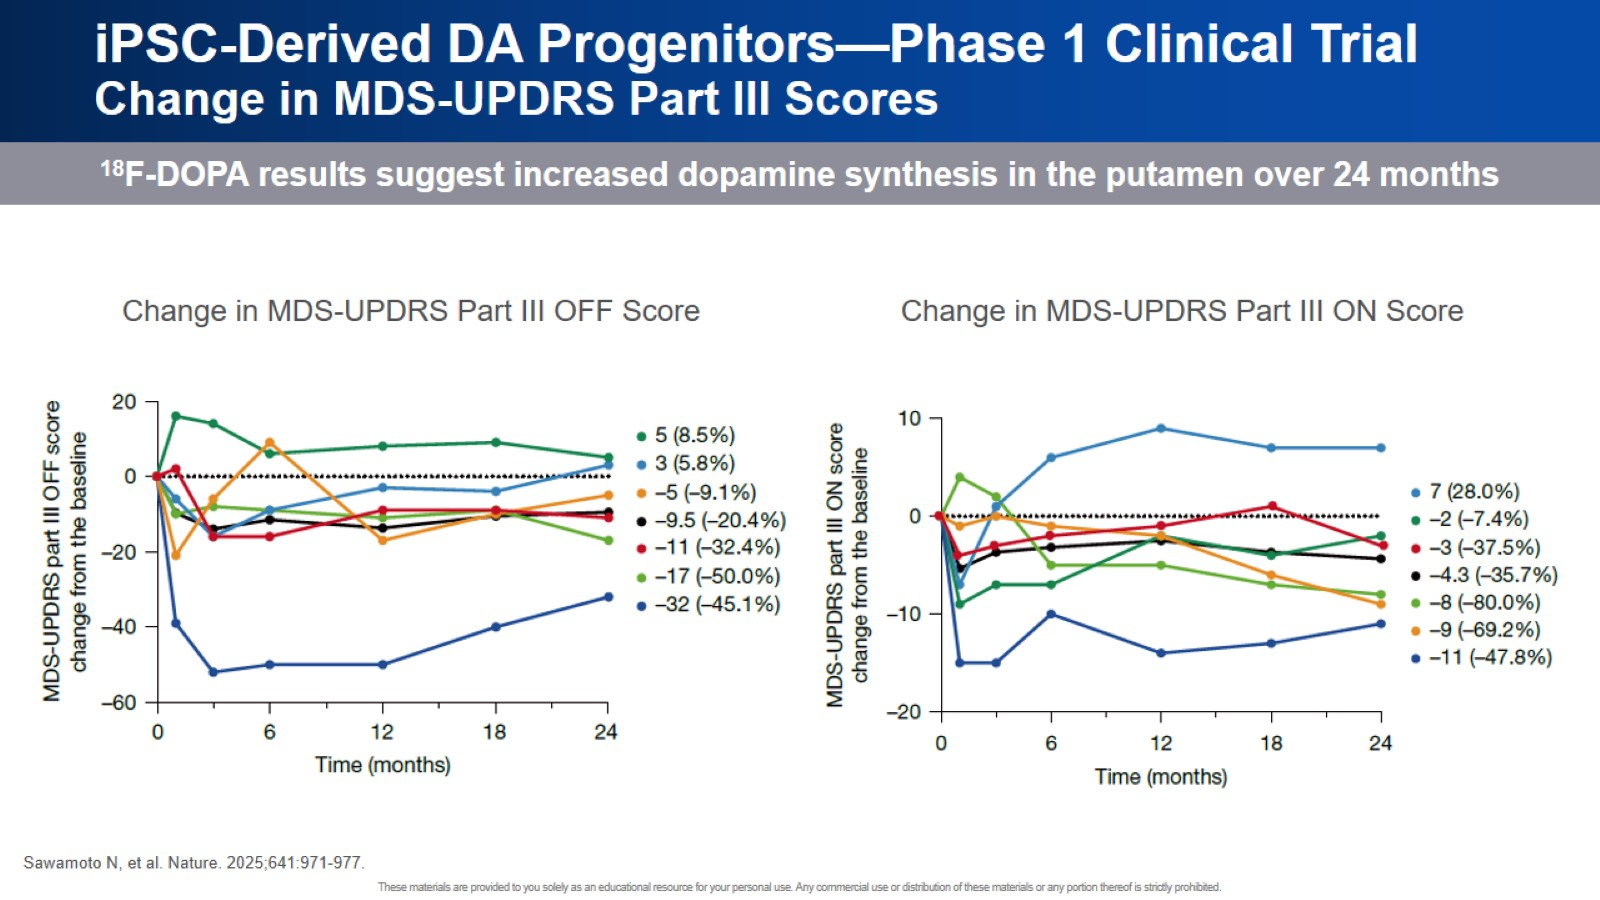 iPSC-Derived DA Progenitors—Phase 1 Clinical Trial
Change in MDS-UPDRS Part III Scores
¹⁸F-DOPA results suggest increased dopamine synthesis in the putamen over 24 months
Change in MDS-UPDRS Part III OFF Score
MDS-UPDRS part III OFF score
change from the baseline
20
0
–20
–40
–60
0 6 12 18 24
Time (months)
5 (8.5%)
3 (5.8%)
–5 (–9.1%)
–9.5 (–20.4%)
–11 (–32.4%)
–17 (–50.0%)
–32 (–45.1%)
Change in MDS-UPDRS Part III ON Score
MDS-UPDRS part III ON score
change from the baseline
10
0
–10
–20
0 6 12 18 24
Time (months)
7 (28.0%)
–2 (–7.4%)
–3 (–37.5%)
–4.3 (–35.7%)
–8 (–80.0%)
–9 (–69.2%)
–11 (–47.8%)
Sawamoto N, et al. Nature. 2025;641:971-977.
These materials are provided to you solely as an educational resource for your personal use. Any commercial use or distribution of these materials or any portion thereof is strictly prohibited.